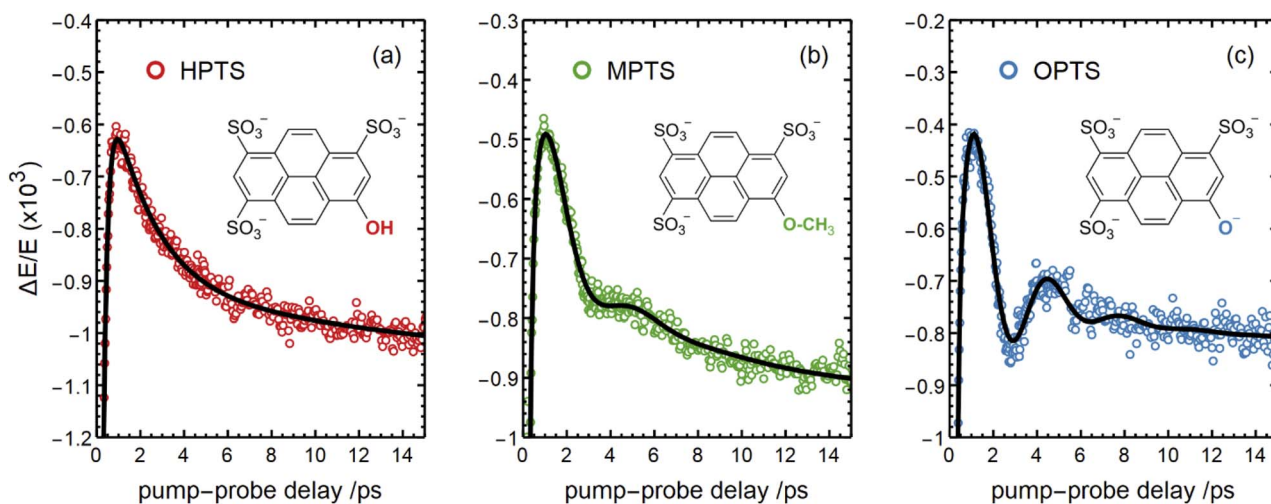 ΔE/E (x10³)
−0.4
−0.5
−0.6
−0.7
−0.8
−0.9
−1
−1.1
−1.2
HPTS
(a)
SO₃⁻
SO₃⁻
SO₃⁻
OH
0 2 4 6 8 10 12 14
pump−probe delay /ps
−0.3
−0.4
−0.5
−0.6
−0.7
−0.8
−0.9
−1
MPTS
(b)
SO₃⁻
SO₃⁻
SO₃⁻
O-CH₃
0 2 4 6 8 10 12 14
pump−probe delay /ps
−0.2
−0.3
−0.4
−0.5
−0.6
−0.7
−0.8
−0.9
−1
OPTS
(c)
SO₃⁻
SO₃⁻
SO₃⁻
O⁻
0 2 4 6 8 10 12 14
pump−probe delay /ps